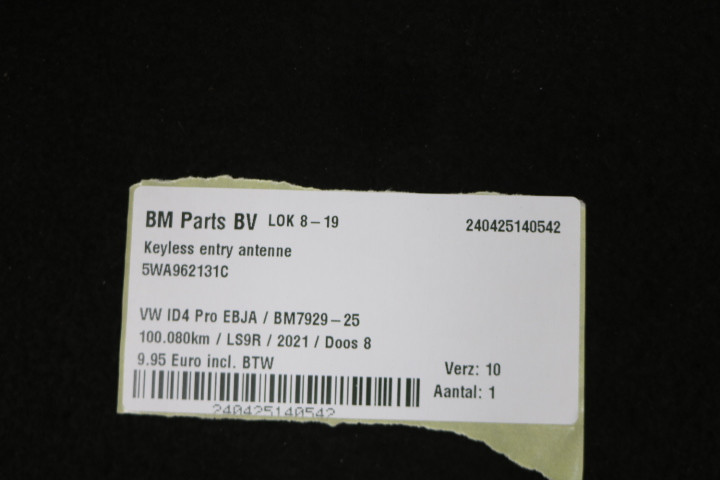 BM Parts BV LOK 8-19 240425140542
Keyless entry antenne
5WA962131C
VW ID4 Pro EBJA / BM7929-25
100.080km / LS9R / 2021 / Doos 8
9.95 Euro incl. BTW
Verz: 10
Aantal: 1
240425140542